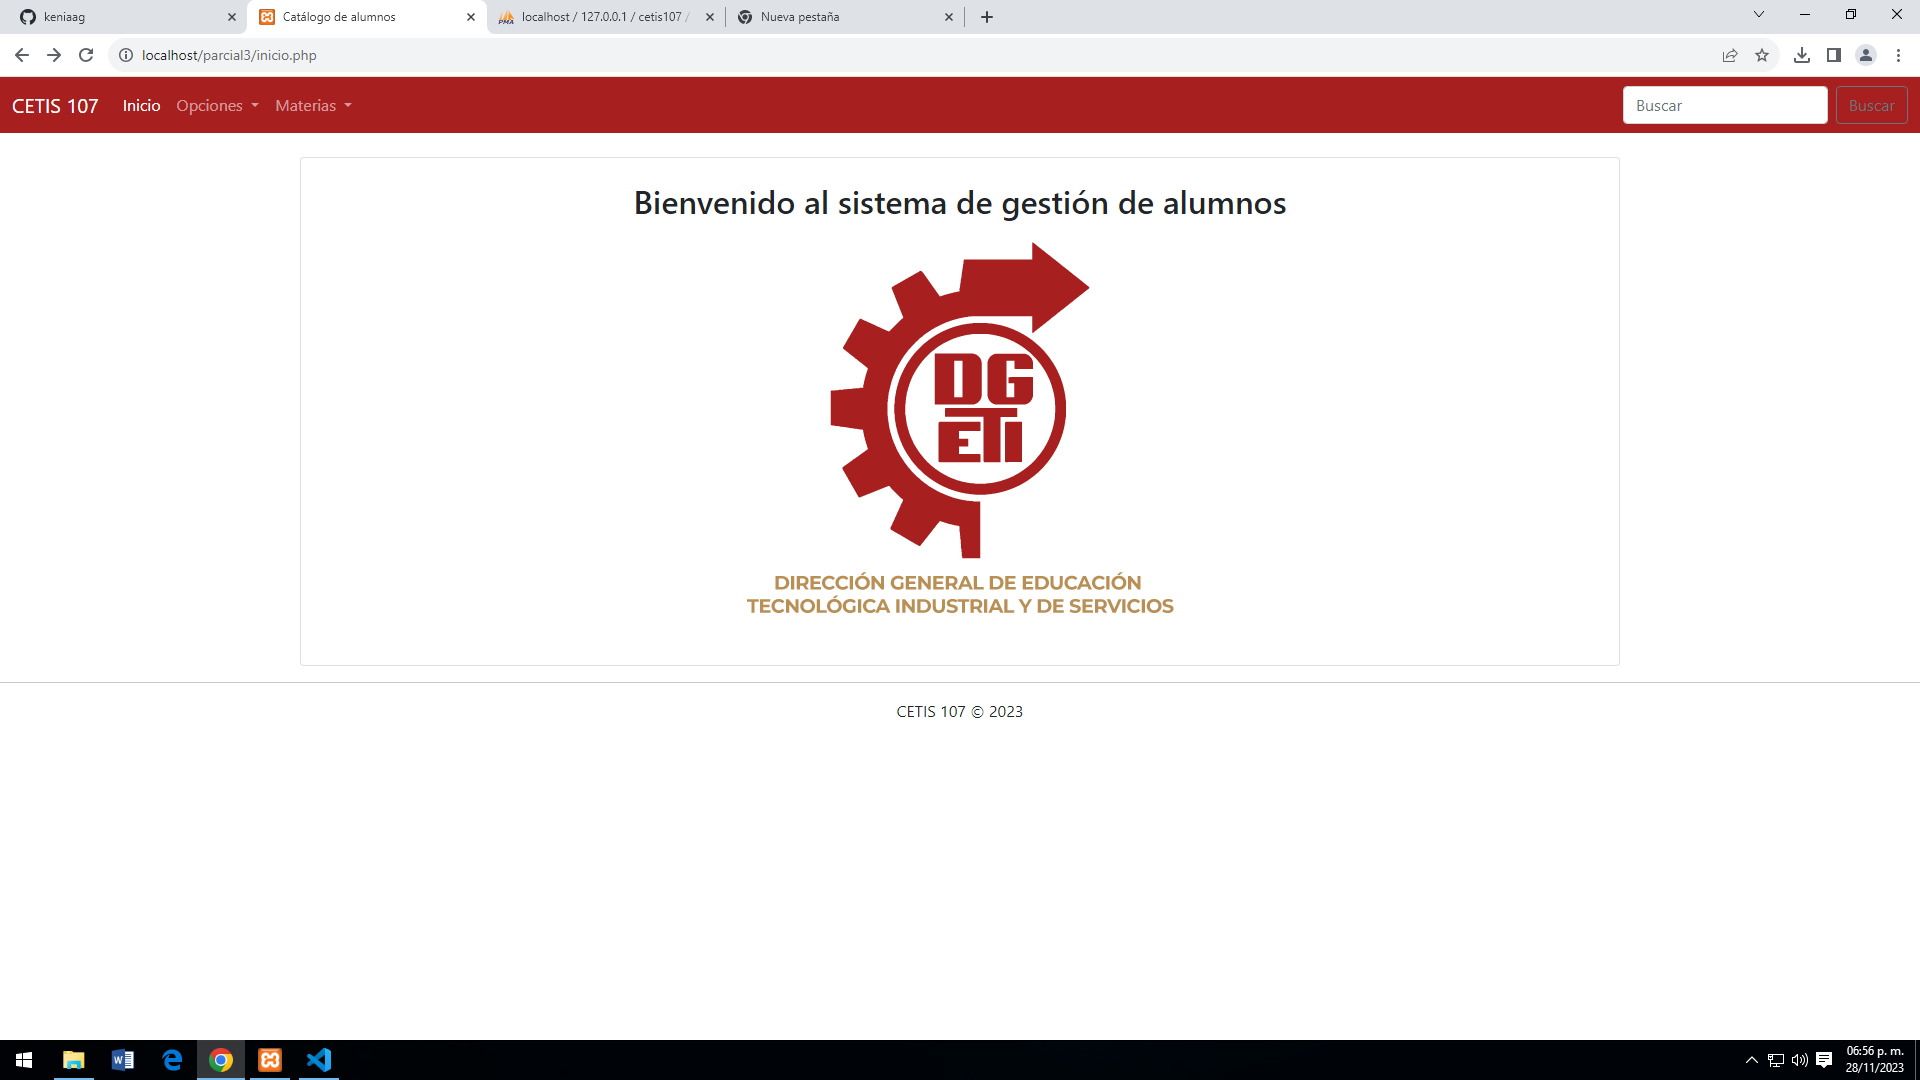 keniaag
Catálogo de alumnos
localhost / 127.0.0.1 / cetis107 /
Nueva pestaña
localhost/parcial3/inicio.php
CETIS 107 Inicio Opciones Materias Buscar Buscar
Bienvenido al sistema de gestión de alumnos
DG
ETI
DIRECCIÓN GENERAL DE EDUCACIÓN
TECNOLÓGICA INDUSTRIAL Y DE SERVICIOS
CETIS 107 © 2023
06:56 p. m.
28/11/2023